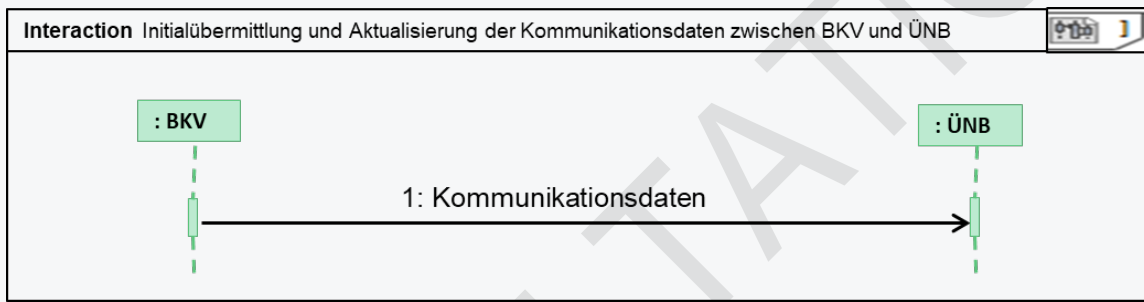 Interaction Initialübermittlung und Aktualisierung der Kommunikationsdaten zwischen BKV und ÜNB
: BKV
: ÜNB
1: Kommunikationsdaten